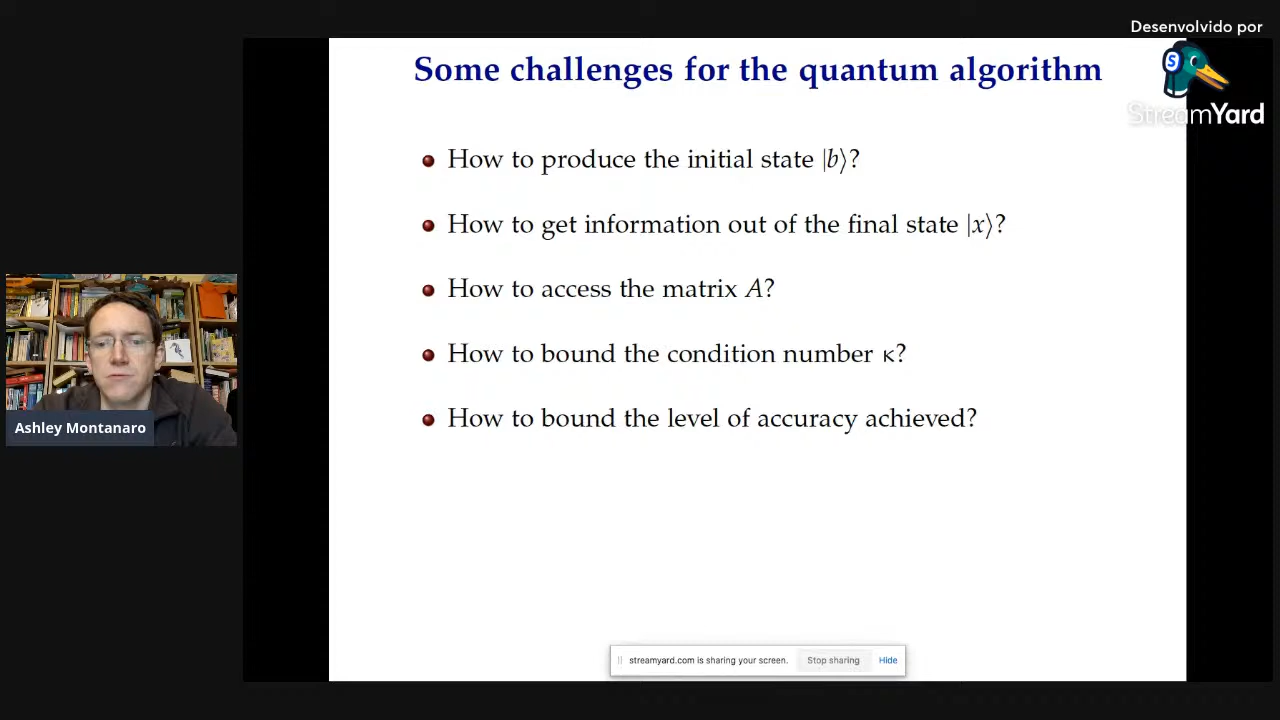 Desenvolvido por
S
StreamYard
Some challenges for the quantum algorithm
How to produce the initial state |b⟩?
How to get information out of the final state |x⟩?
How to access the matrix A?
How to bound the condition number κ?
How to bound the level of accuracy achieved?
Ashley Montanaro
streamyard.com is sharing your screen. Stop sharing Hide